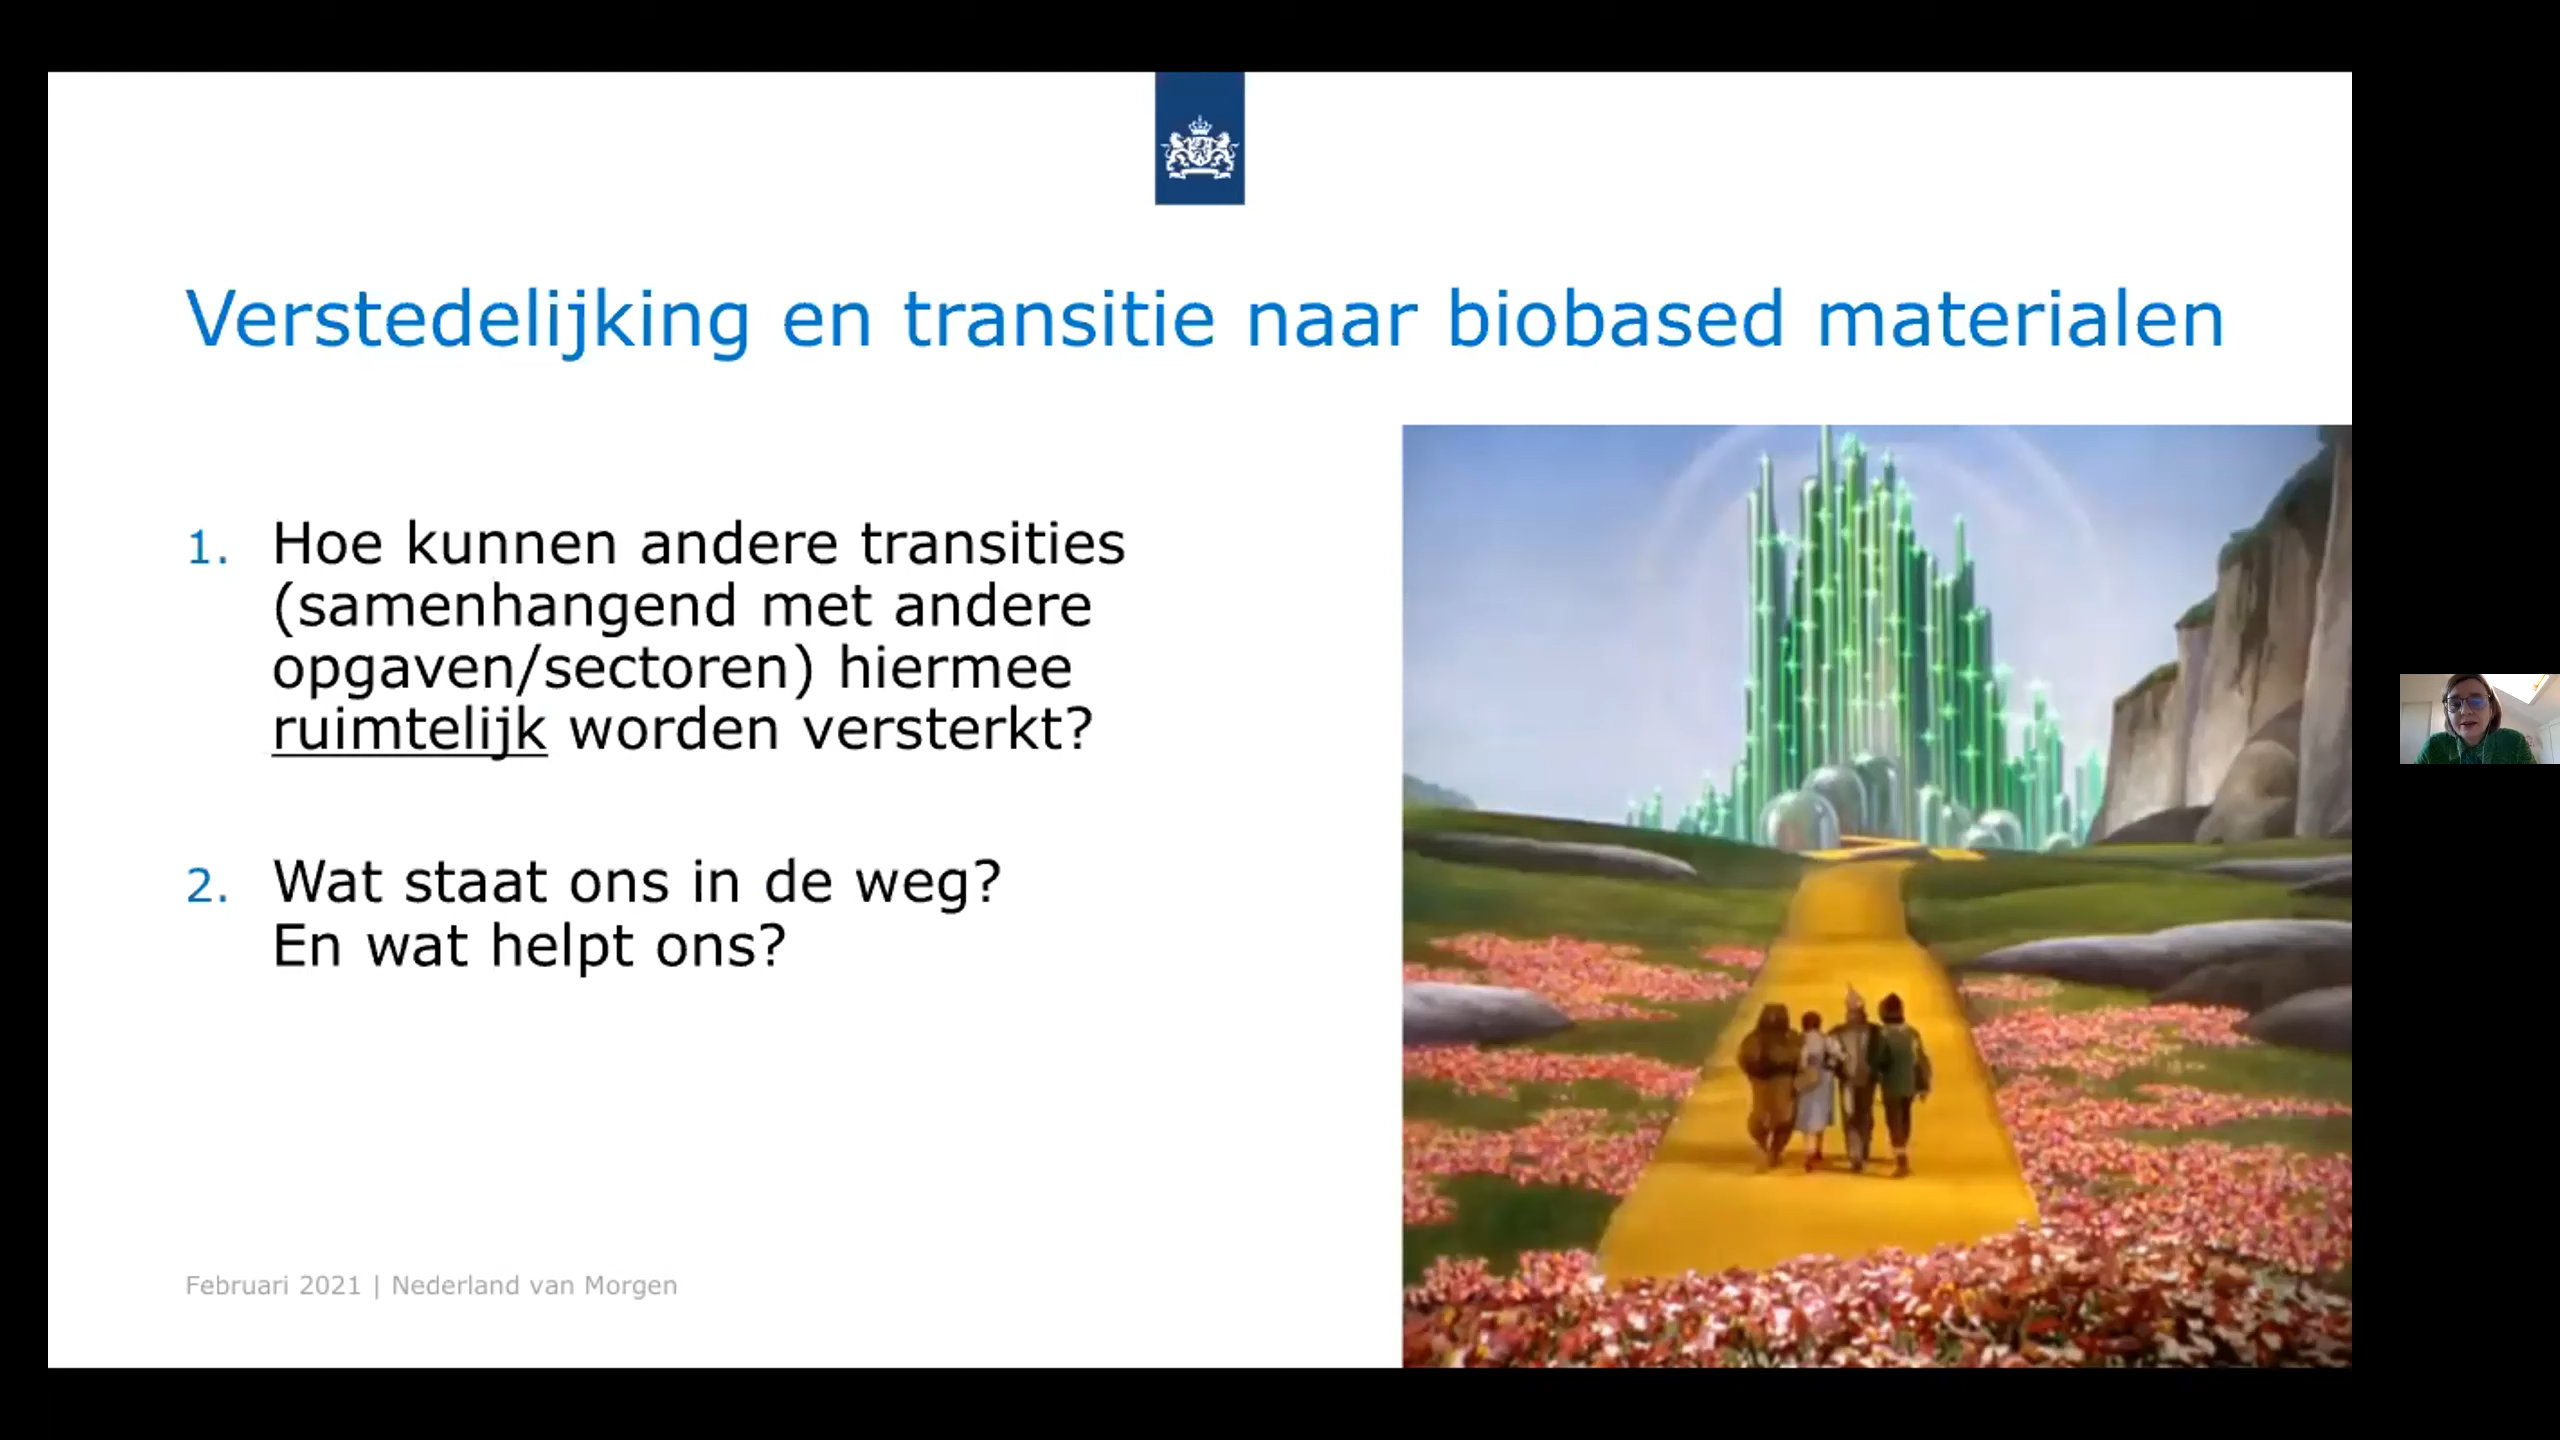 Verstedelijking en transitie naar biobased materialen
1. Hoe kunnen andere transities
(samenhangend met andere
opgaven/sectoren) hiermee
ruimtelijk worden versterkt?
2. Wat staat ons in de weg?
En wat helpt ons?
Februari 2021 | Nederland van Morgen